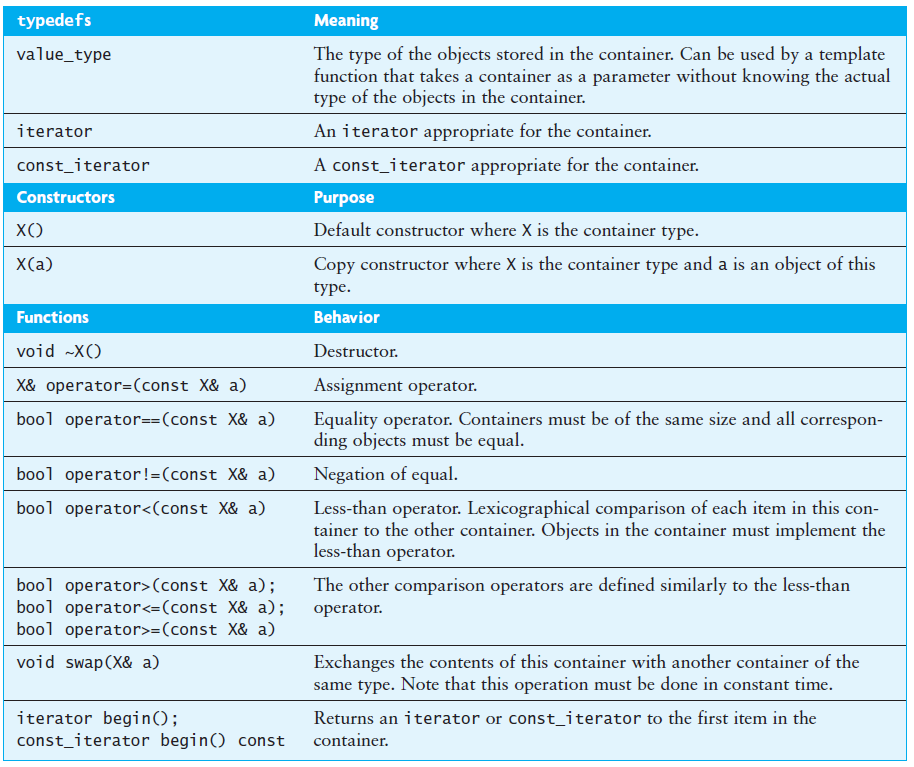 typedefs Meaning
value_type The type of the objects stored in the container. Can be used by a template
function that takes a container as a parameter without knowing the actual
type of the objects in the container.
iterator An iterator appropriate for the container.
const_iterator A const_iterator appropriate for the container.
Constructors Purpose
X() Default constructor where X is the container type.
X(a) Copy constructor where X is the container type and a is an object of this
type.
Functions Behavior
void ~X() Destructor.
X& operator=(const X& a) Assignment operator.
bool operator==(const X& a) Equality operator. Containers must be of the same size and all correspon-
ding objects must be equal.
bool operator!=(const X& a) Negation of equal.
bool operator<(const X& a) Less-than operator. Lexicographical comparison of each item in this con-
tainer to the other container. Objects in the container must implement the
less-than operator.
bool operator>(const X& a); The other comparison operators are defined similarly to the less-than
bool operator<=(const X& a); operator.
bool operator>=(const X& a)
void swap(X& a) Exchanges the contents of this container with another container of the
same type. Note that this operation must be done in constant time.
iterator begin(); Returns an iterator or const_iterator to the first item in the
const_iterator begin() const container.